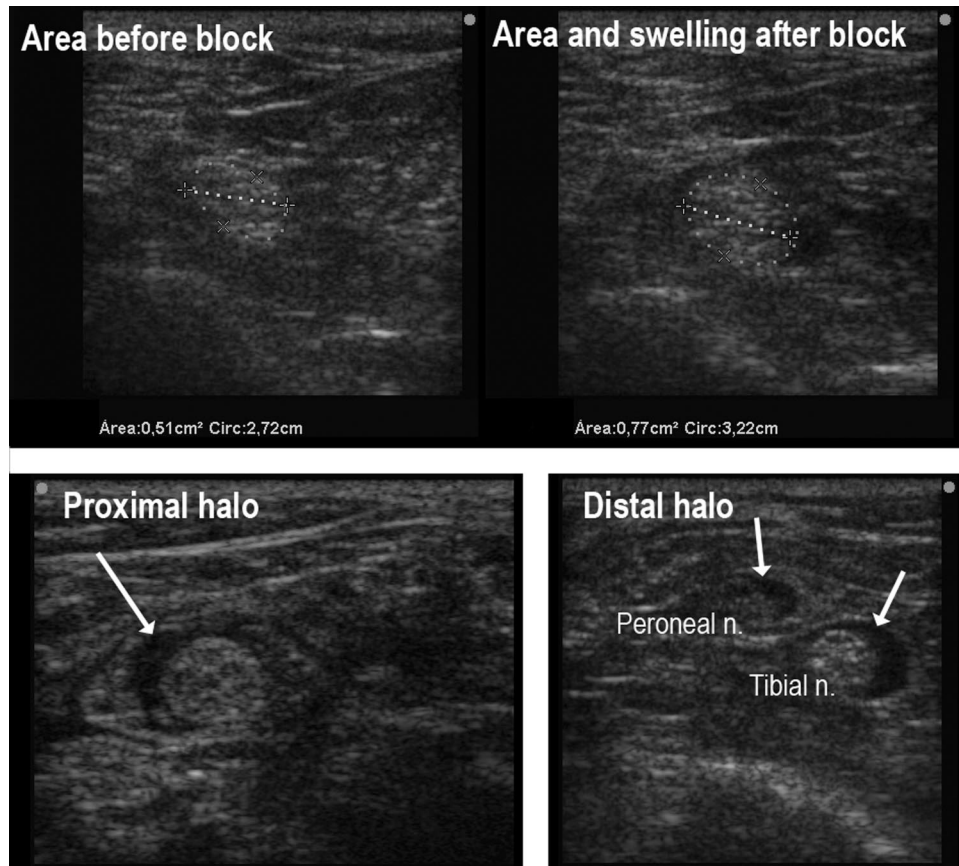 Area before block
Area and swelling after block
Área:0,51cm² Circ:2,72cm
Área:0,77cm² Circ:3,22cm
Proximal halo
Distal halo
Peroneal n.
Tibial n.